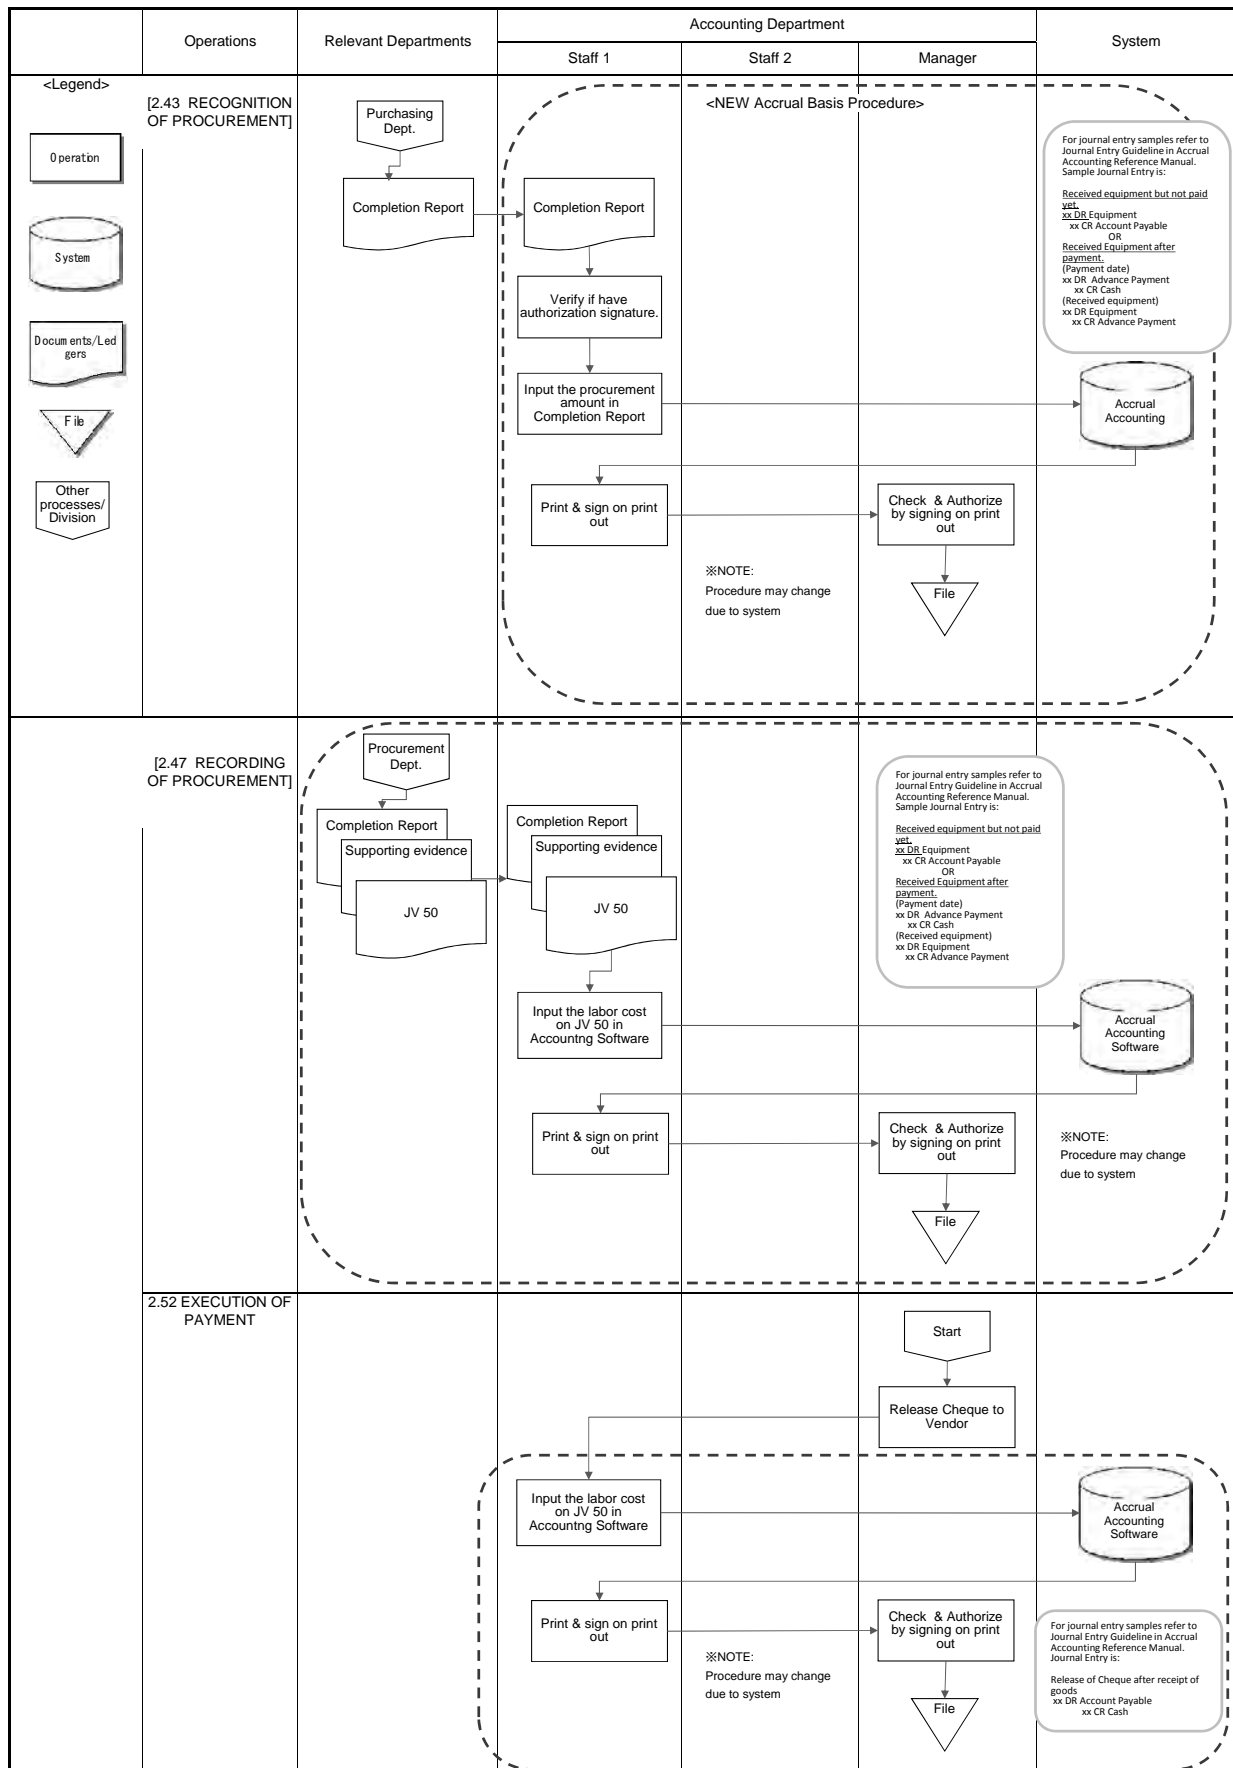 Operations
Relevant Departments
Accounting Department
System
Staff 1
Staff 2
Manager
<Legend>
Operation
System
Documents/Led
gers
File
Other
processes/
Division
[2.43 RECOGNITION
OF PROCUREMENT]
Purchasing
Dept.
Completion Report
<NEW Accrual Basis Procedure>
Completion Report
Verify if have
authorization signature.
Input the procurement
amount in
Completion Report
For journal entry samples refer to
Journal Entry Guideline in Accrual
Accounting Reference Manual.
Sample Journal Entry is:
Received equipment but not paid
yet.
xx DR Equipment
xx CR Account Payable
OR
Received Equipment after
payment.
(Payment date)
xx DR Advance Payment
xx CR Cash
(Received equipment)
xx DR Equipment
xx CR Advance Payment
Accrual
Accounting
Print & sign on print
out
Check & Authorize
by signing on print
out
File
※NOTE:
Procedure may change
due to system
[2.47 RECORDING
OF PROCUREMENT]
Procurement
Dept.
Completion Report
Supporting evidence
JV 50
Completion Report
Supporting evidence
JV 50
For journal entry samples refer to
Journal Entry Guideline in Accrual
Accounting Reference Manual.
Sample Journal Entry is:
Received equipment but not paid
yet.
xx DR Equipment
xx CR Account Payable
OR
Received Equipment after
payment.
(Payment date)
xx DR Advance Payment
xx CR Cash
(Received equipment)
xx DR Equipment
xx CR Advance Payment
Input the labor cost
on JV 50 in
Accountng Software
Accrual
Accounting
Software
Print & sign on print
out
Check & Authorize
by signing on print
out
※NOTE:
Procedure may change
due to system
File
2.52 EXECUTION OF
PAYMENT
Start
Release Cheque to
Vendor
Input the labor cost
on JV 50 in
Accountng Software
Accrual
Accounting
Software
Print & sign on print
out
Check & Authorize
by signing on print
out
※NOTE:
Procedure may change
due to system
File
For journal entry samples refer to
Journal Entry Guideline in Accrual
Accounting Reference Manual.
Journal Entry is:
Release of Cheque after receipt of
goods
xx DR Account Payable
xx CR Cash